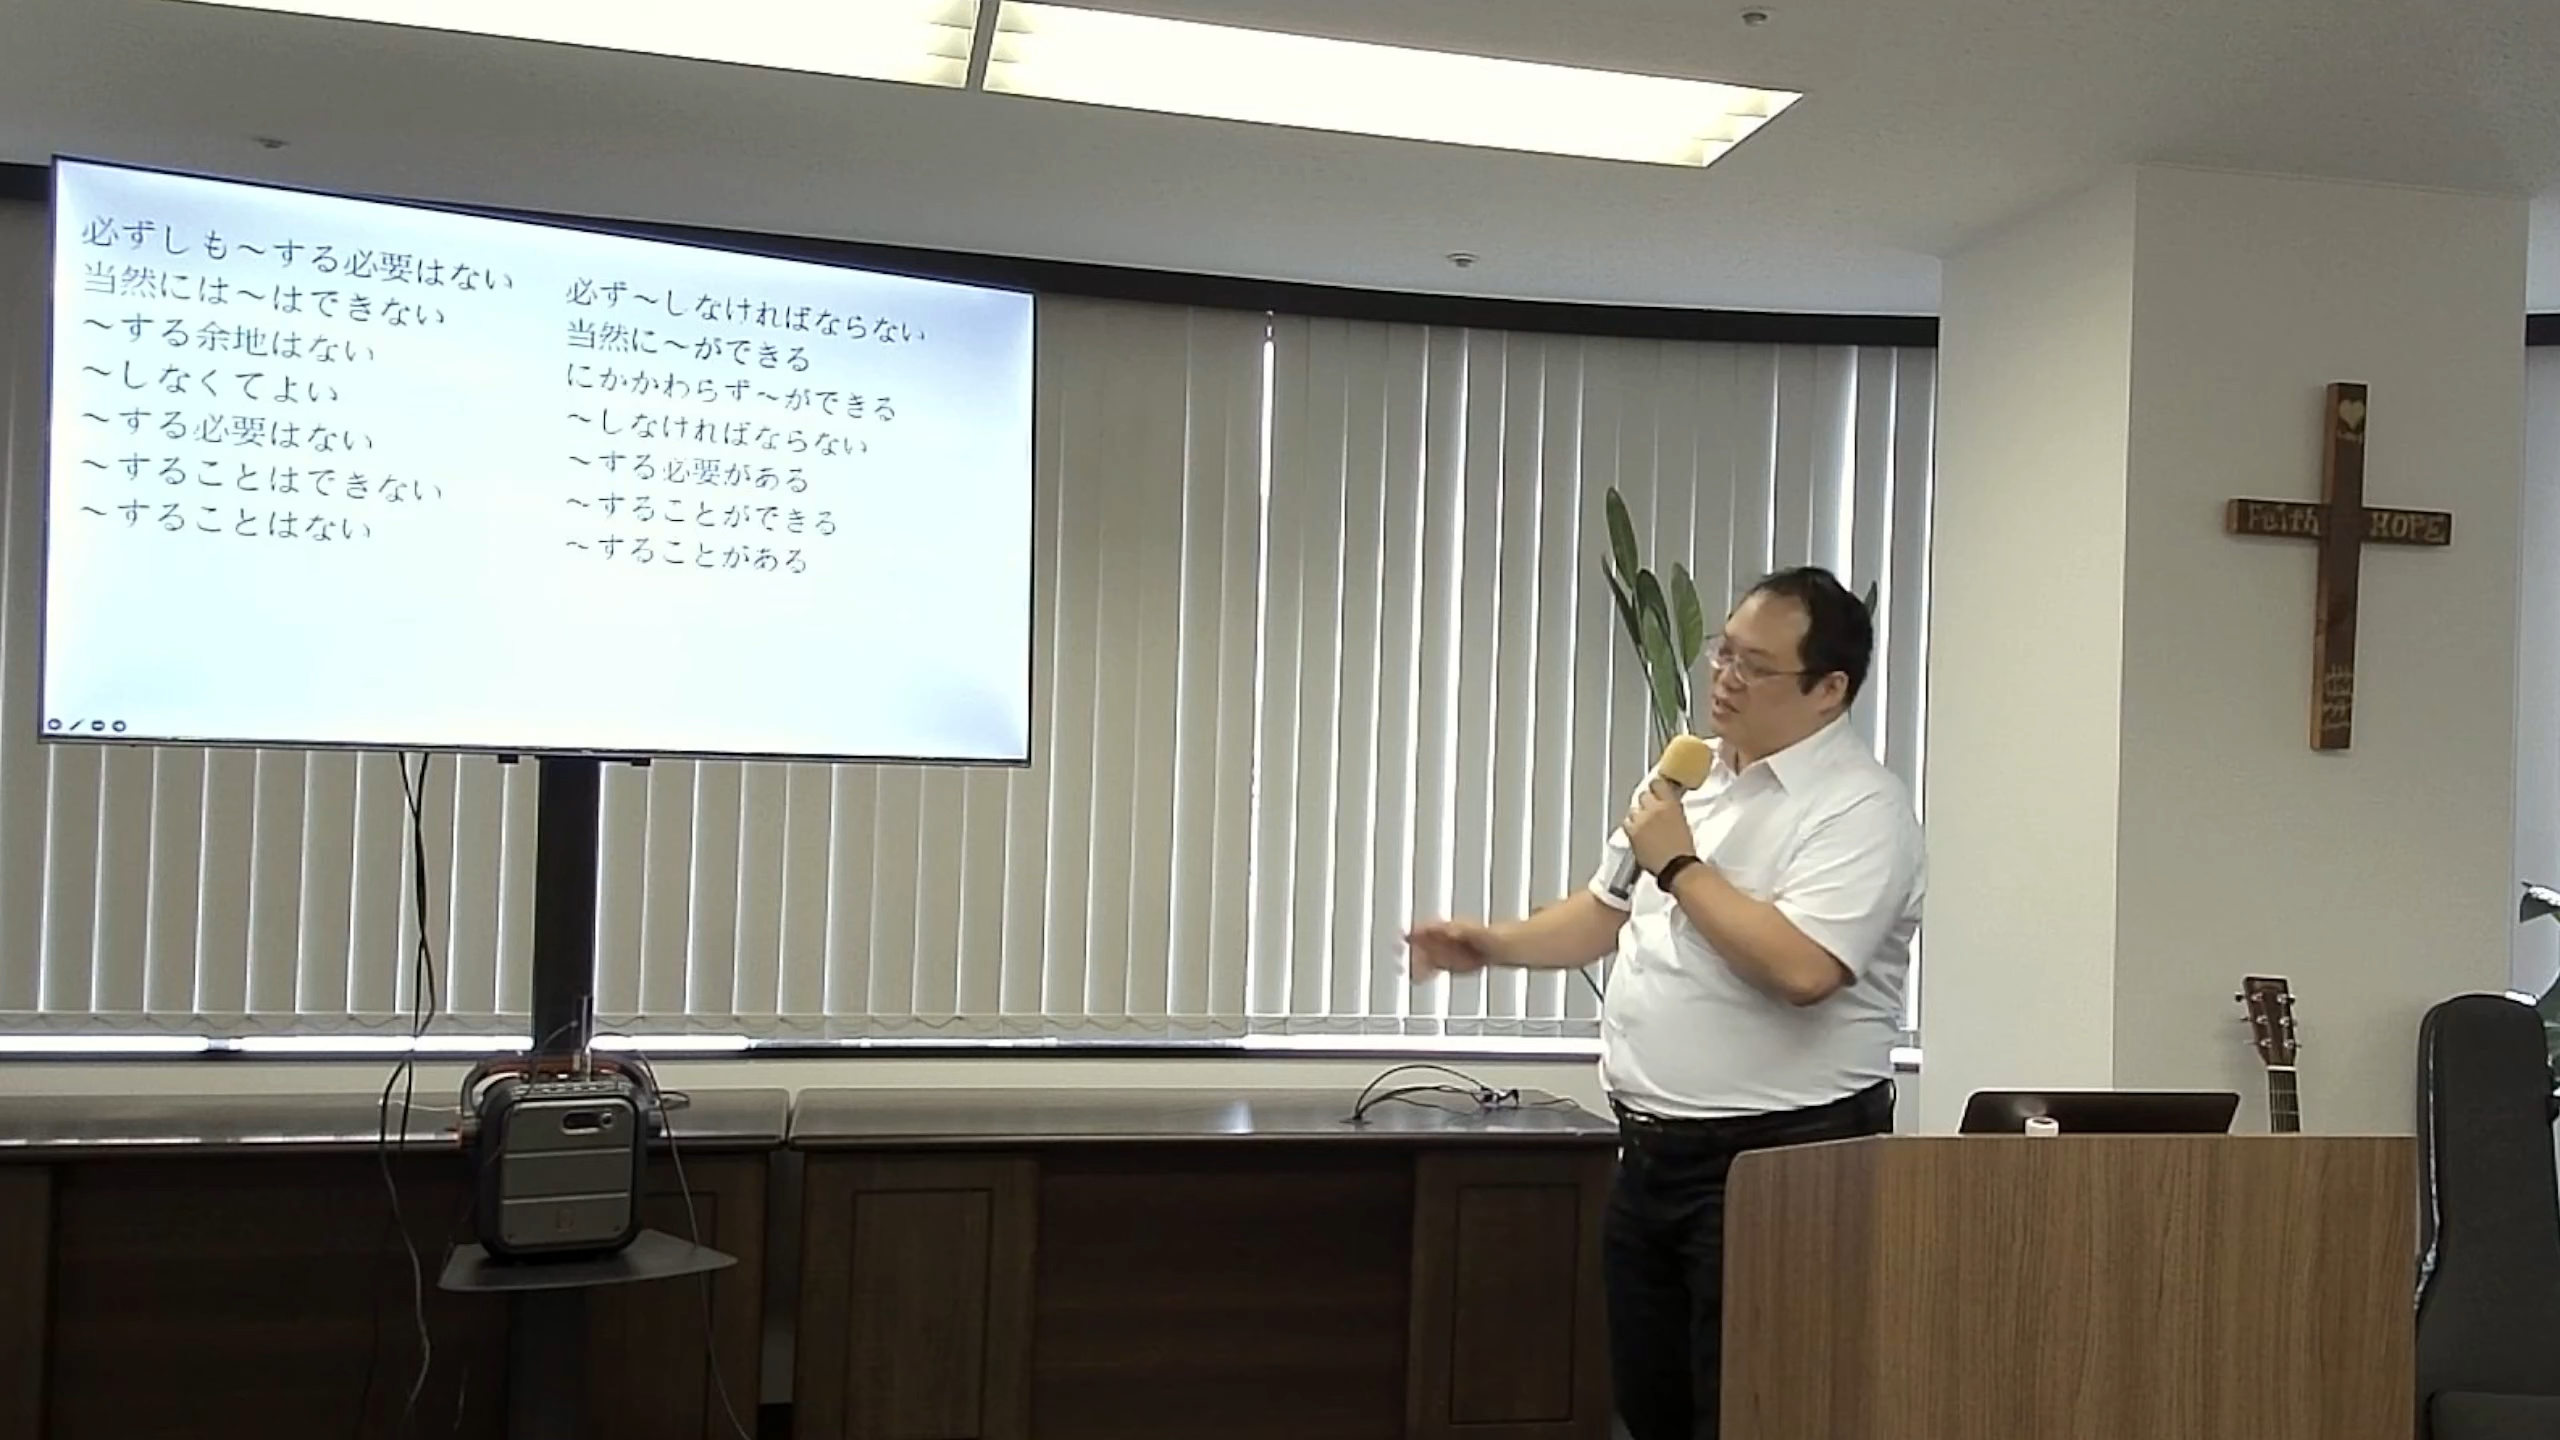 必ずしも～する必要はない
当然には～はできない
～する余地はない
～しなくてよい
～する必要はない
～することはできない
～することはない
必ず～しなければならない
当然に～ができる
にかかわらず～ができる
～しなければならない
～する必要がある
～することができる
～することがある
Faith HOPE